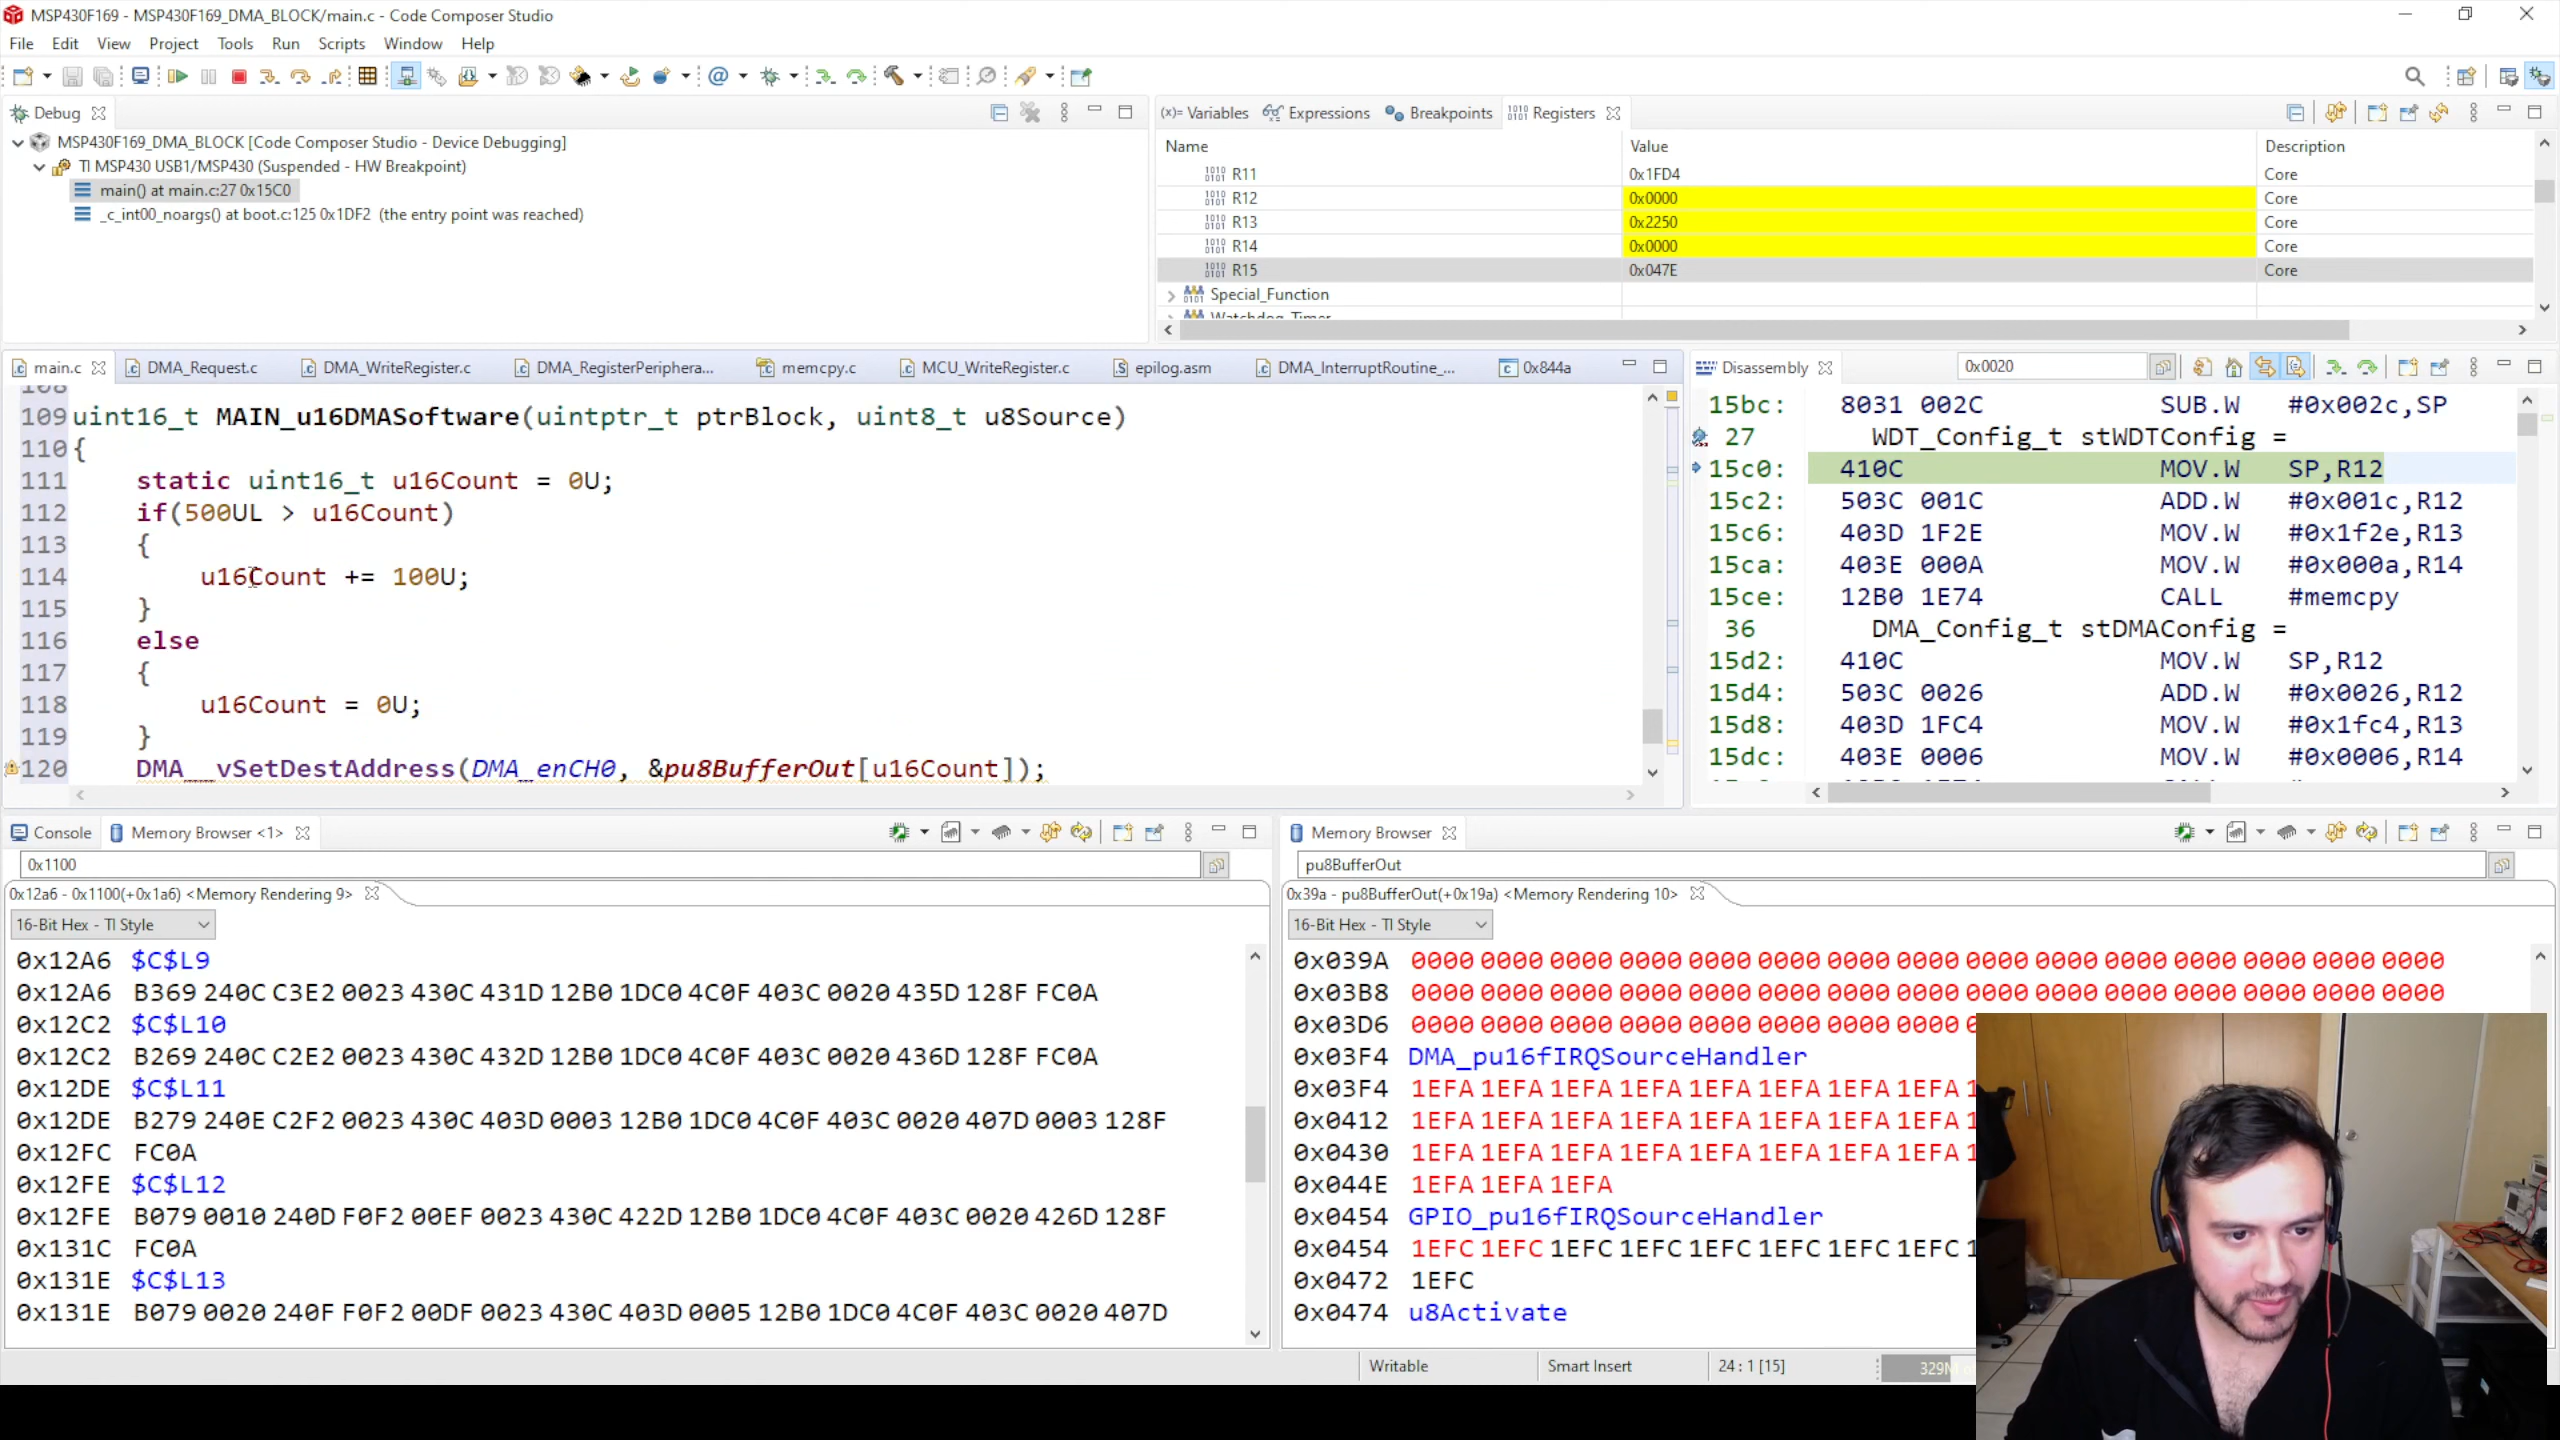 MSP430F169 - MSP430F169_DMA_BLOCK/main.c - Code Composer Studio
File Edit View Project Tools Run Scripts Window Help
Debug
MSP430F169_DMA_BLOCK [Code Composer Studio - Device Debugging]
TI MSP430 USB1/MSP430 (Suspended - HW Breakpoint)
main() at main.c:27 0x15C0
_c_int00_noargs() at boot.c:125 0x1DF2 (the entry point was reached)
(x)= Variables Expressions Breakpoints Registers
Name Value Description
R11 0x1FD4 Core
R12 0x0000 Core
R13 0x2250 Core
R14 0x0000 Core
R15 0x047E Core
Special_Function
Watchdog_Timer
main.c DMA_Request.c DMA_WriteRegister.c DMA_RegisterPeriphera... memcpy.c MCU_WriteRegister.c epilog.asm DMA_InterruptRoutine_... 0x844a
108
109 uint16_t MAIN_u16DMASoftware(uintptr_t ptrBlock, uint8_t u8Source)
110 {
111 static uint16_t u16Count = 0U;
112 if(500UL > u16Count)
113 {
114 u16Count += 100U;
115 }
116 else
117 {
118 u16Count = 0U;
119 }
120 DMA__vSetDestAddress(DMA_enCH0, &pu8BufferOut[u16Count]);
Disassembly 0x0020
15bc: 8031 002C SUB.W #0x002c,SP
27 WDT_Config_t stWDTConfig =
15c0: 410C MOV.W SP,R12
15c2: 503C 001C ADD.W #0x001c,R12
15c6: 403D 1F2E MOV.W #0x1f2e,R13
15ca: 403E 000A MOV.W #0x000a,R14
15ce: 12B0 1E74 CALL #memcpy
36 DMA_Config_t stDMAConfig =
15d2: 410C MOV.W SP,R12
15d4: 503C 0026 ADD.W #0x0026,R12
15d8: 403D 1FC4 MOV.W #0x1fc4,R13
15dc: 403E 0006 MOV.W #0x0006,R14
Console Memory Browser <1>
0x1100
0x12a6 - 0x1100(+0x1a6) <Memory Rendering 9>
16-Bit Hex - TI Style
0x12A6 $C$L9
0x12A6 B369 240C C3E2 0023 430C 431D 12B0 1DC0 4C0F 403C 0020 435D 128F FC0A
0x12C2 $C$L10
0x12C2 B269 240C C2E2 0023 430C 432D 12B0 1DC0 4C0F 403C 0020 436D 128F FC0A
0x12DE $C$L11
0x12DE B279 240E C2F2 0023 430C 403D 0003 12B0 1DC0 4C0F 403C 0020 407D 0003 128F
0x12FC FC0A
0x12FE $C$L12
0x12FE B079 0010 240D F0F2 00EF 0023 430C 422D 12B0 1DC0 4C0F 403C 0020 426D 128F
0x131C FC0A
0x131E $C$L13
0x131E B079 0020 240F F0F2 00DF 0023 430C 403D 0005 12B0 1DC0 4C0F 403C 0020 407D
Memory Browser
pu8BufferOut
0x39a - pu8BufferOut(+0x19a) <Memory Rendering 10>
16-Bit Hex - TI Style
0x039A 0000 0000 0000 0000 0000 0000 0000 0000 0000 0000 0000 0000 0000 0000 0000
0x03B8 0000 0000 0000 0000 0000 0000 0000 0000 0000 0000 0000 0000 0000 0000 0000
0x03D6 0000 0000 0000 0000 0000 0000 0000 0000
0x03F4 DMA_pu16fIRQSourceHandler
0x03F4 1EFA 1EFA 1EFA 1EFA 1EFA 1EFA 1EFA 1EFA 1
0x0412 1EFA 1EFA 1EFA 1EFA 1EFA 1EFA 1EFA 1EFA 1
0x0430 1EFA 1EFA 1EFA 1EFA 1EFA 1EFA 1EFA 1EFA 1
0x044E 1EFA 1EFA 1EFA
0x0454 GPIO_pu16fIRQSourceHandler
0x0454 1EFC 1EFC 1EFC 1EFC 1EFC 1EFC 1EFC 1EFC 1
0x0472 1EFC
0x0474 u8Activate
Writable Smart Insert 24 : 1 [15] 329M